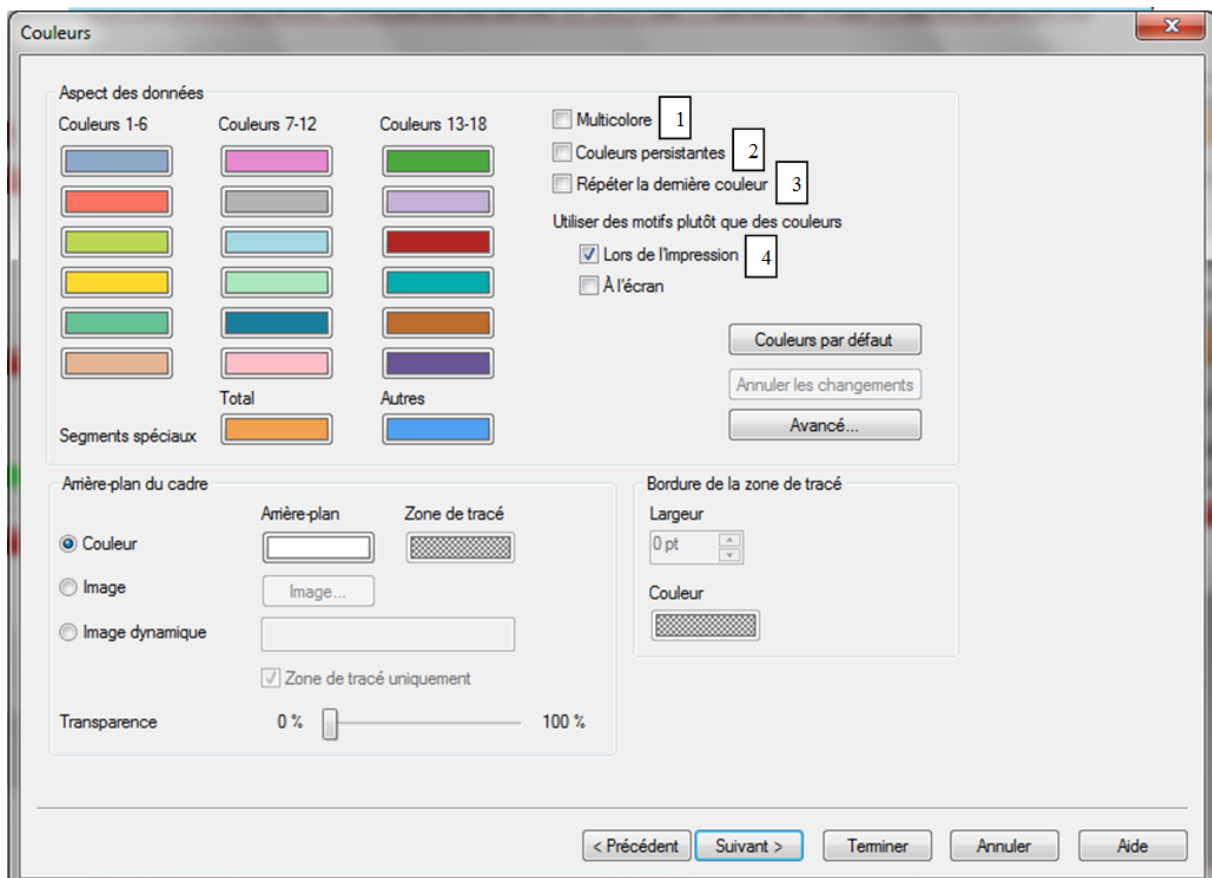 Couleurs
Aspect des données
Couleurs 1-6 Couleurs 7-12 Couleurs 13-18
Multicolore 1
Couleurs persistantes 2
Répéter la dernière couleur 3
Utiliser des motifs plutôt que des couleurs
Lors de l'impression 4
À l'écran
Couleurs par défaut
Annuler les changements
Avancé...
Total Autres
Segments spéciaux
Arrière-plan du cadre
Arrière-plan Zone de tracé
Couleur
Image Image...
Image dynamique
Zone de tracé uniquement
Transparence 0 % 100 %
Bordure de la zone de tracé
Largeur
0 pt
Couleur
< Précédent Suivant > Terminer Annuler Aide